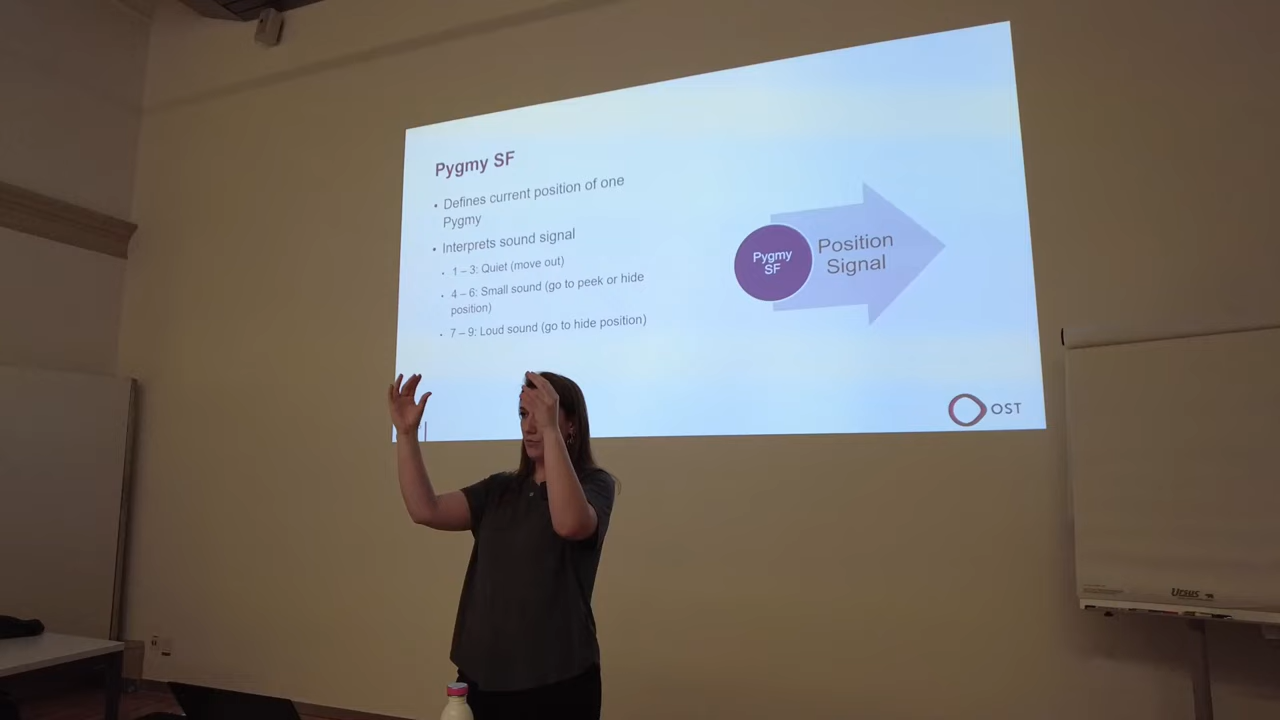 Pygmy SF
• Defines current position of one
Pygmy
• Interprets sound signal
• 1 – 3: Quiet (move out)
• 4 – 6: Small sound (go to peek or hide
position)
• 7 – 9: Loud sound (go to hide position)
Pygmy
SF
Position
Signal
OST
Ursus